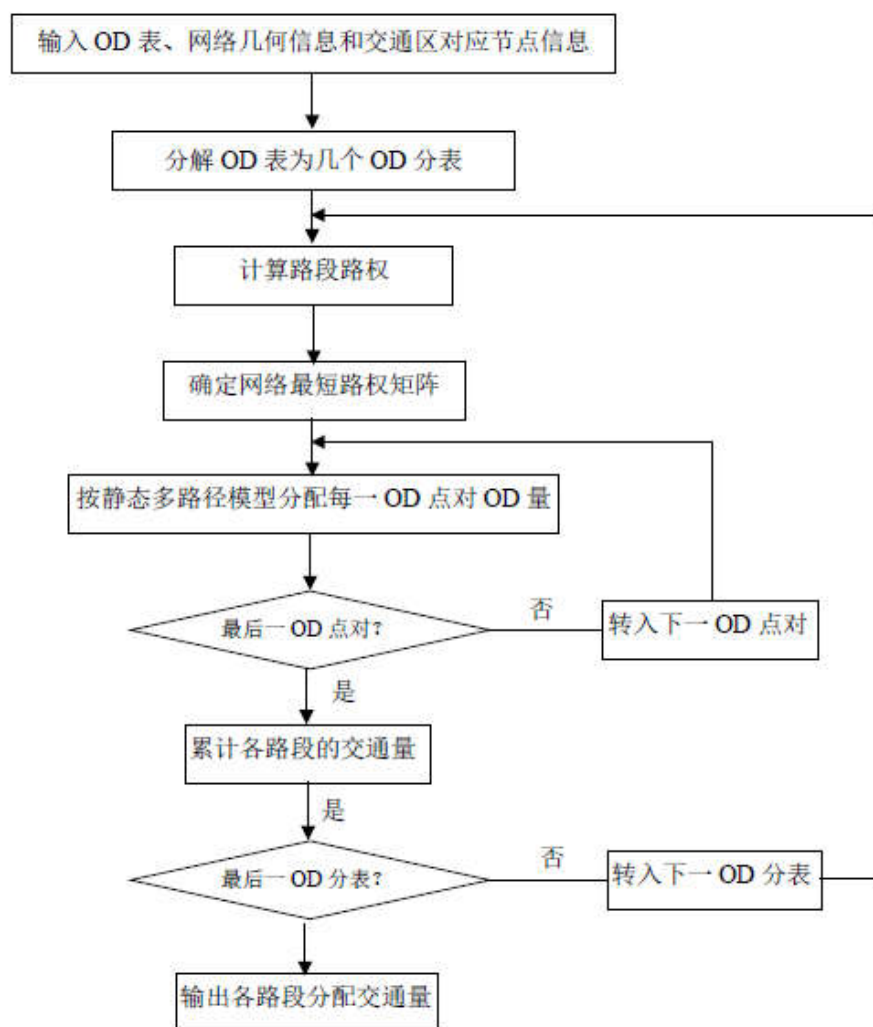 输入 OD 表、网络几何信息和交通区对应节点信息
分解 OD 表为几个 OD 分表
计算路段路权
确定网络最短路权矩阵
按静态多路径模型分配每一 OD 点对 OD 量
最后一 OD 点对？
否
转入下一 OD 点对
是
累计各路段的交通量
是
最后一 OD 分表？
否
转入下一 OD 分表
输出各路段分配交通量